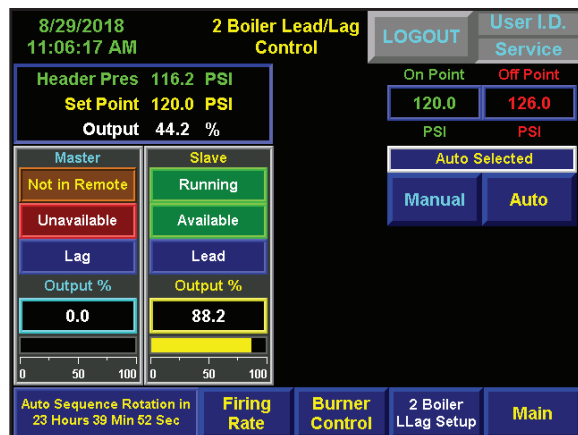 8/29/2018
11:06:17 AM
2 Boiler Lead/Lag
Control
LOGOUT
User I.D.
Service
Header Pres 116.2 PSI
Set Point 120.0 PSI
Output 44.2 %
On Point Off Point
120.0 126.0
PSI PSI
Auto Selected
Manual Auto
Master Slave
Not in Remote Running
Unavailable Available
Lag Lead
Output % Output %
0.0 88.2
0 50 100 0 50 100
Auto Sequence Rotation in
23 Hours 39 Min 52 Sec
Firing
Rate
Burner
Control
2 Boiler
LLag Setup
Main